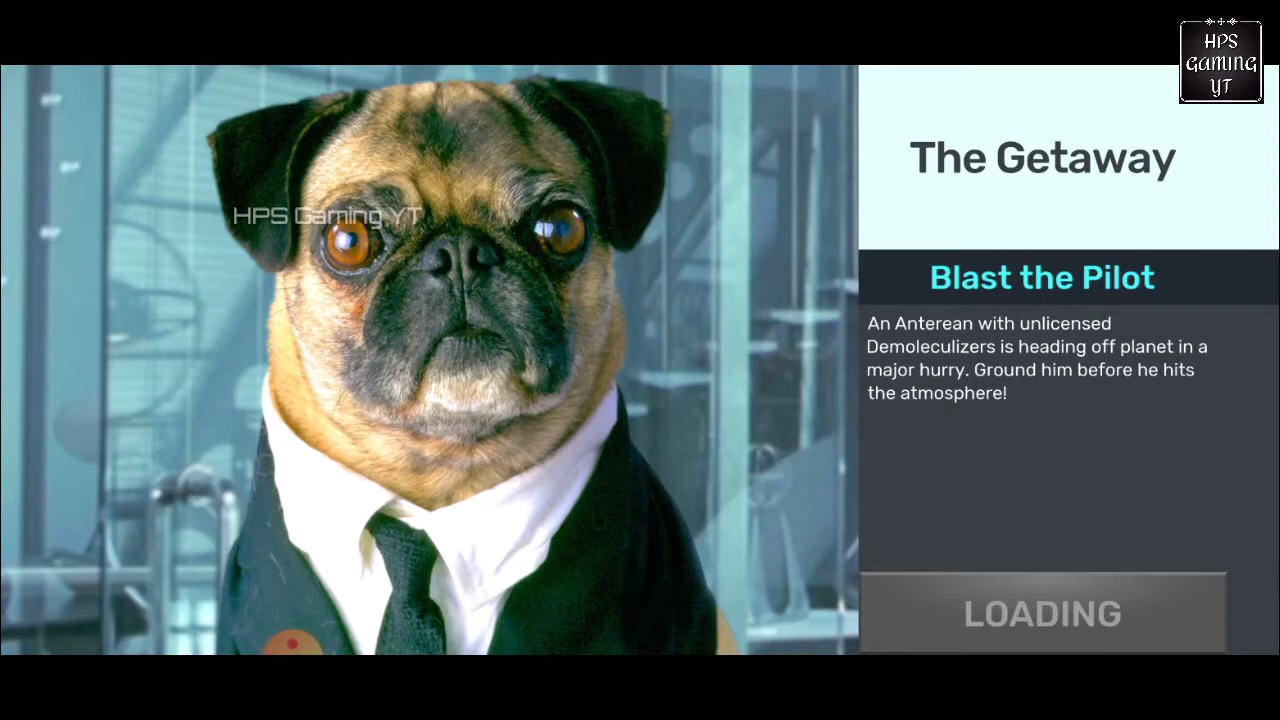 HPS
GAMING
YT
The Getaway
HPS Gaming YT
Blast the Pilot
An Anterean with unlicensed
Demoleculizers is heading off planet in a
major hurry. Ground him before he hits
the atmosphere!
LOADING